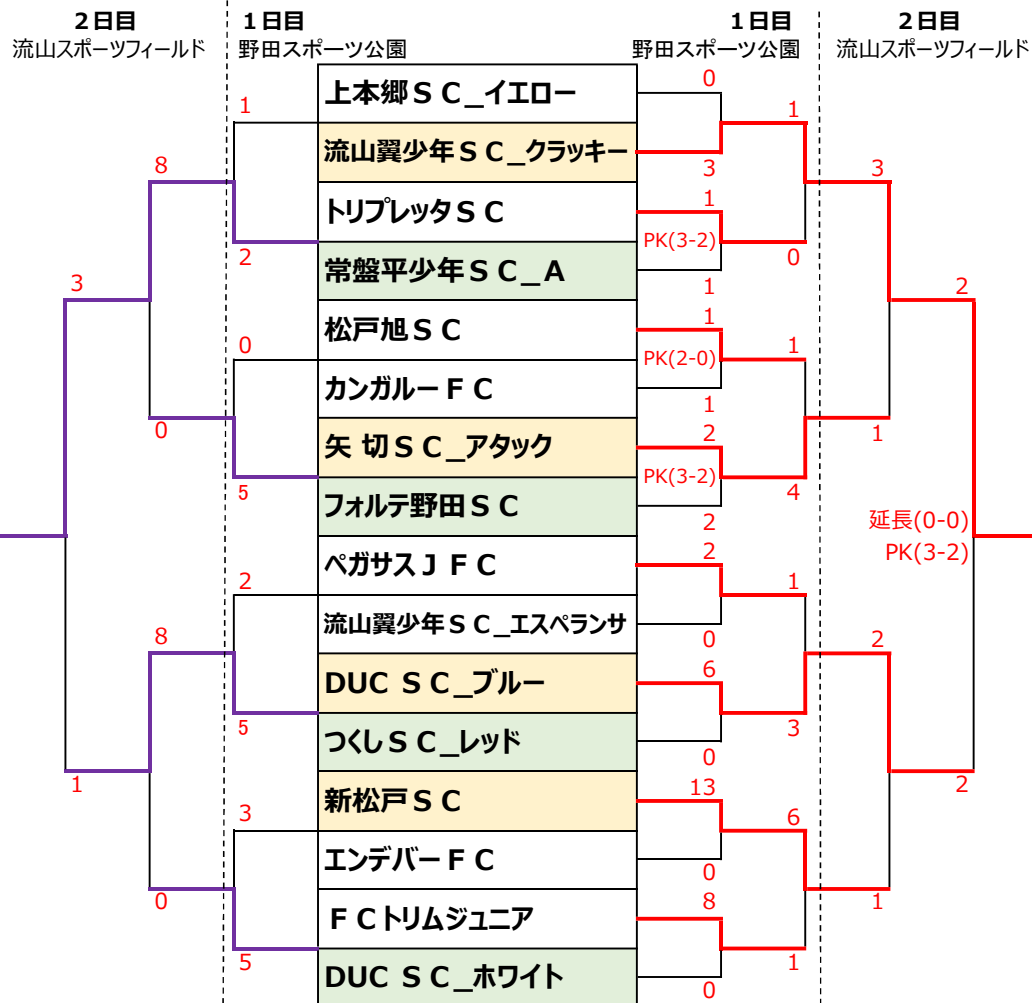 2日目
1日目
1日目
2日目
流山スポーツフィールド
野田スポーツ公園
野田スポーツ公園
流山スポーツフィールド
上本郷ＳＣ_イエロー
流山翼少年ＳＣ_クラッキー
トリプレッタＳＣ
常盤平少年ＳＣ_A
松戸旭ＳＣ
カンガルーＦＣ
矢 切ＳＣ_アタック
フォルテ野田ＳＣ
ペガサスＪＦＣ
流山翼少年ＳＣ_エスペランサ
DUC ＳＣ_ブルー
つくしＳＣ_レッド
新松戸ＳＣ
エンデバーＦＣ
ＦＣトリムジュニア
DUC ＳＣ_ホワイト
1
2
0
5
2
5
3
5
8
0
8
0
3
1
0
3
1
PK(3-2)
1
1
PK(2-0)
1
2
PK(3-2)
2
2
0
6
0
13
0
8
0
1
0
1
4
1
3
6
1
3
1
2
1
2
延長(0-0)
PK(3-2)
2